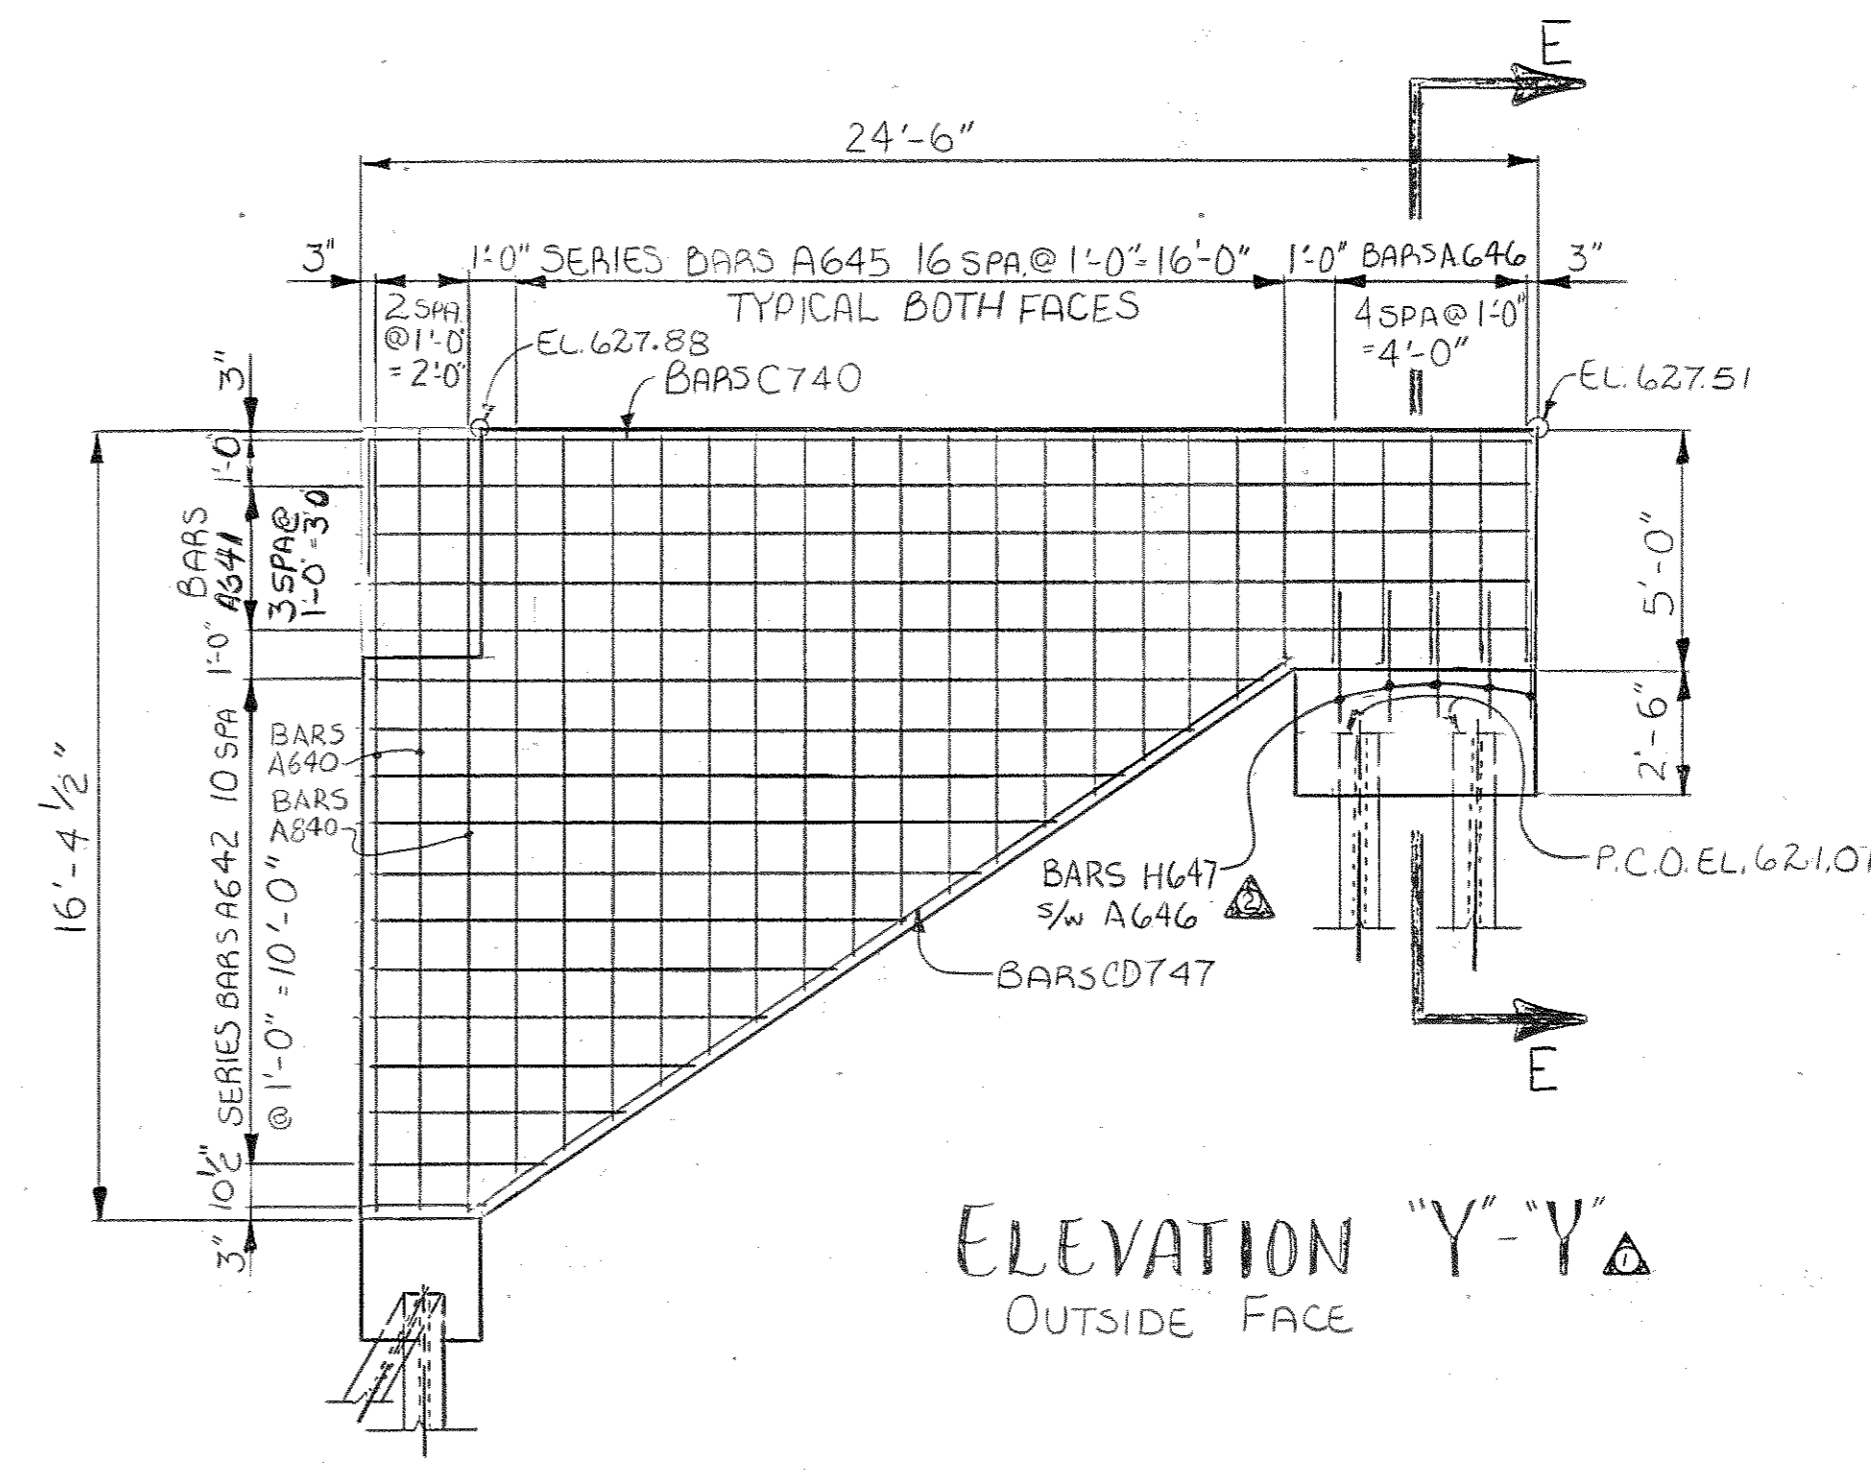 E
24'-6"
3"
1'-0" SERIES BARS A645 16 SPA.@ 1'-0"=16'-0"
1'-0" BARS A646
3"
2 SPA.
@1'-0"
=2'-0"
TYPICAL BOTH FACES
4 SPA@1'-0"
=4'-0"
EL. 627.88
BARS C740
EL. 627.51
3"
1'-0"
BARS
A641
3 SPA@
1'-0"=3'0
1'-0"
5'-0"
2'-6"
16'-4 1/2"
SERIES BARS A642 10 SPA
@ 1'-0" =10'-0"
BARS
A640
BARS
A840
10 1/2"
3"
BARS H647
s/w A646
2
P.C.O. EL. 621.07
BARS CD747
E
ELEVATION "Y"-"Y"
1
OUTSIDE FACE